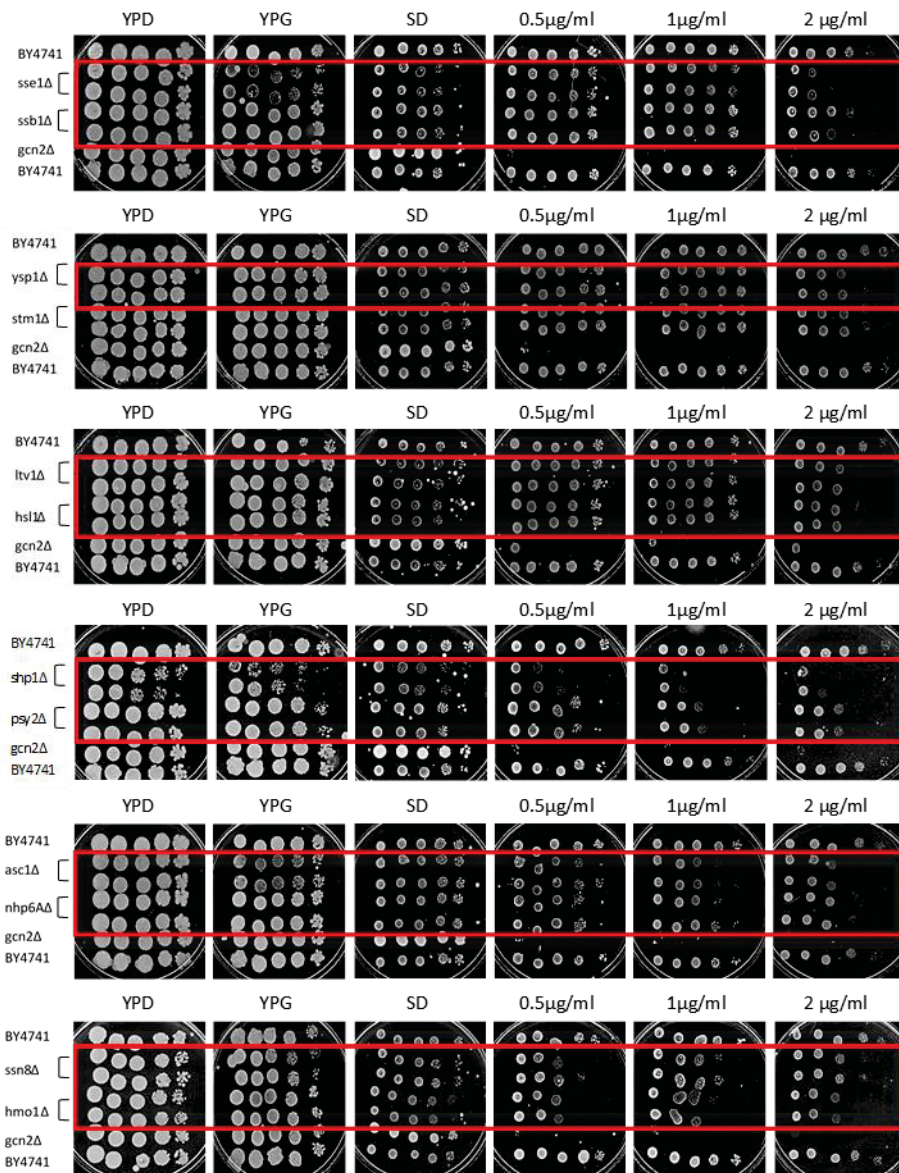 YPD YPG SD 0.5µg/ml 1µg/ml 2 µg/ml
BY4741
sse1Δ
ssb1Δ
gcn2Δ
BY4741
YPD YPG SD 0.5µg/ml 1µg/ml 2 µg/ml
BY4741
ysp1Δ
stm1Δ
gcn2Δ
BY4741
YPD YPG SD 0.5µg/ml 1µg/ml 2 µg/ml
BY4741
ltv1Δ
hsl1Δ
gcn2Δ
BY4741
YPD YPG SD 0.5µg/ml 1µg/ml 2 µg/ml
BY4741
shp1Δ
psy2Δ
gcn2Δ
BY4741
YPD YPG SD 0.5µg/ml 1µg/ml 2 µg/ml
BY4741
asc1Δ
nhp6AΔ
gcn2Δ
BY4741
YPD YPG SD 0.5µg/ml 1µg/ml 2 µg/ml
BY4741
ssn8Δ
hmo1Δ
gcn2Δ
BY4741